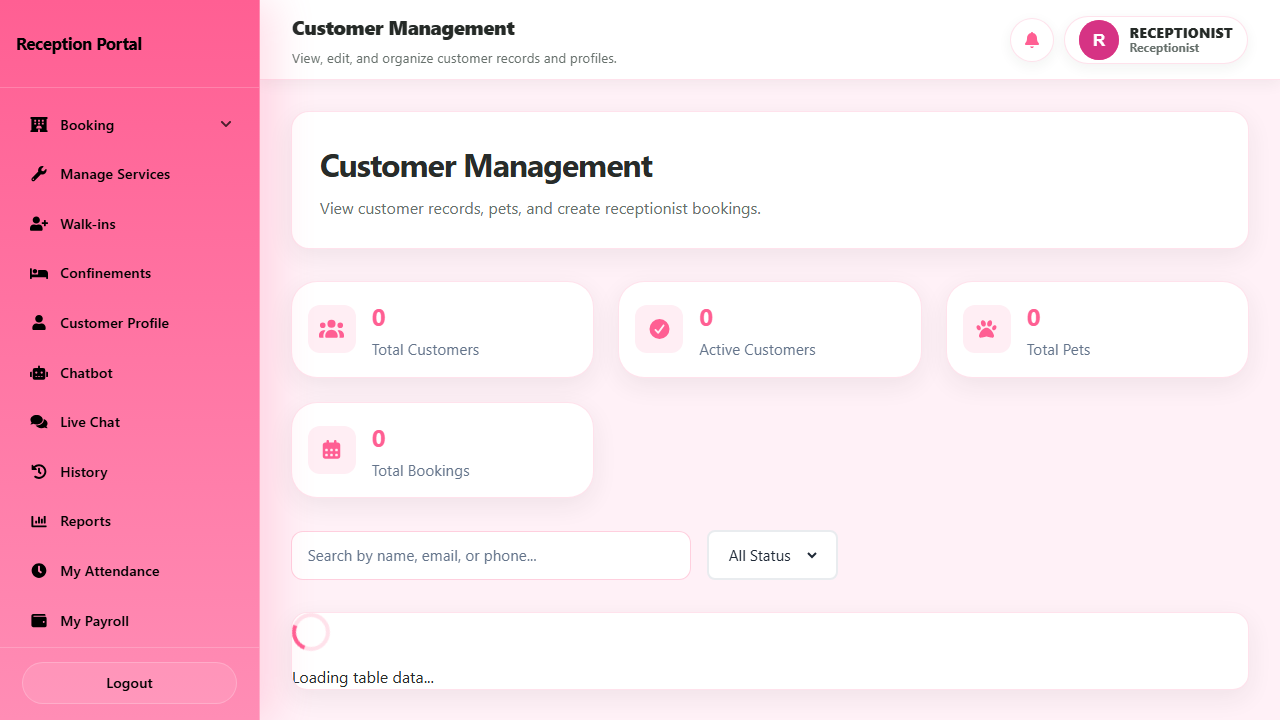 Reception Portal
Booking
Manage Services
Walk-ins
Confinements
Customer Profile
Chatbot
Live Chat
History
Reports
My Attendance
My Payroll
Logout
Customer Management
View, edit, and organize customer records and profiles.
R
RECEPTIONIST
Receptionist
Customer Management
View customer records, pets, and create receptionist bookings.
0
Total Customers
0
Active Customers
0
Total Pets
0
Total Bookings
Search by name, email, or phone...
All Status
Loading table data...